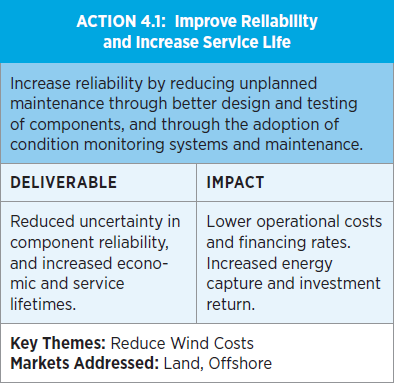 ACTION 4.1: Improve Reliability
and Increase Service Life
Increase reliability by reducing unplanned
maintenance through better design and testing
of components, and through the adoption of
condition monitoring systems and maintenance.
DELIVERABLE
Reduced uncertainty in
component reliability,
and increased econo-
mic and service
lifetimes.
IMPACT
Lower operational costs
and financing rates.
Increased energy
capture and investment
return.
Key Themes: Reduce Wind Costs
Markets Addressed: Land, Offshore